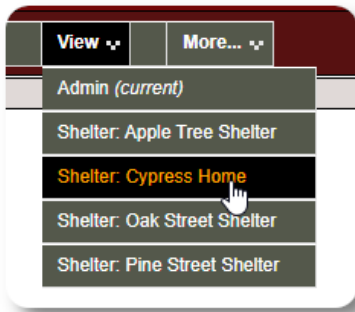 View
More...
Admin (current)
Shelter: Apple Tree Shelter
Shelter: Cypress Home
Shelter: Oak Street Shelter
Shelter: Pine Street Shelter